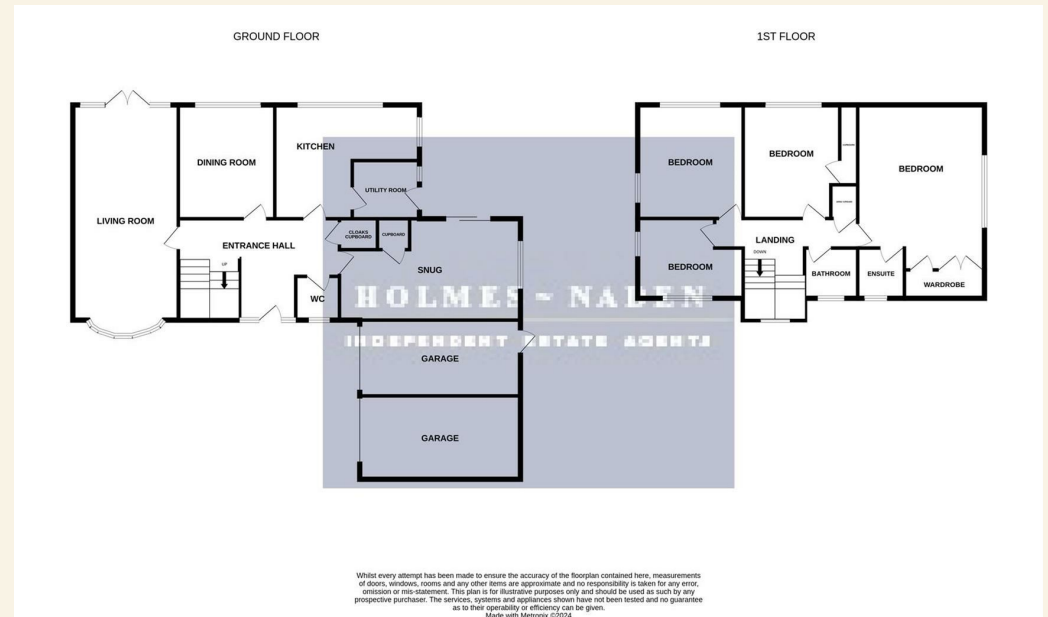 GROUND FLOOR
1ST FLOOR
LIVING ROOM
DINING ROOM
KITCHEN
UTILITY ROOM
ENTRANCE HALL
UP
CLOAKS
CUPBOARD
CUPBOARD
SNUG
WC
GARAGE
GARAGE
BEDROOM
BEDROOM
BEDROOM
BEDROOM
LANDING
DOWN
BATHROOM
ENSUITE
WARDROBE
HOLMES ~ NADEN
INDEPENDENT ESTATE AGENTS
Whilst every attempt has been made to ensure the accuracy of the floorplan contained here, measurements
of doors, windows, rooms and any other items are approximate and no responsibility is taken for any error,
omission or mis-statement. This plan is for illustrative purposes only and should be used as such by any
prospective purchaser. The services, systems and appliances shown have not been tested and no guarantee
as to their operability or efficiency can be given.
Made with Metropix ©2024